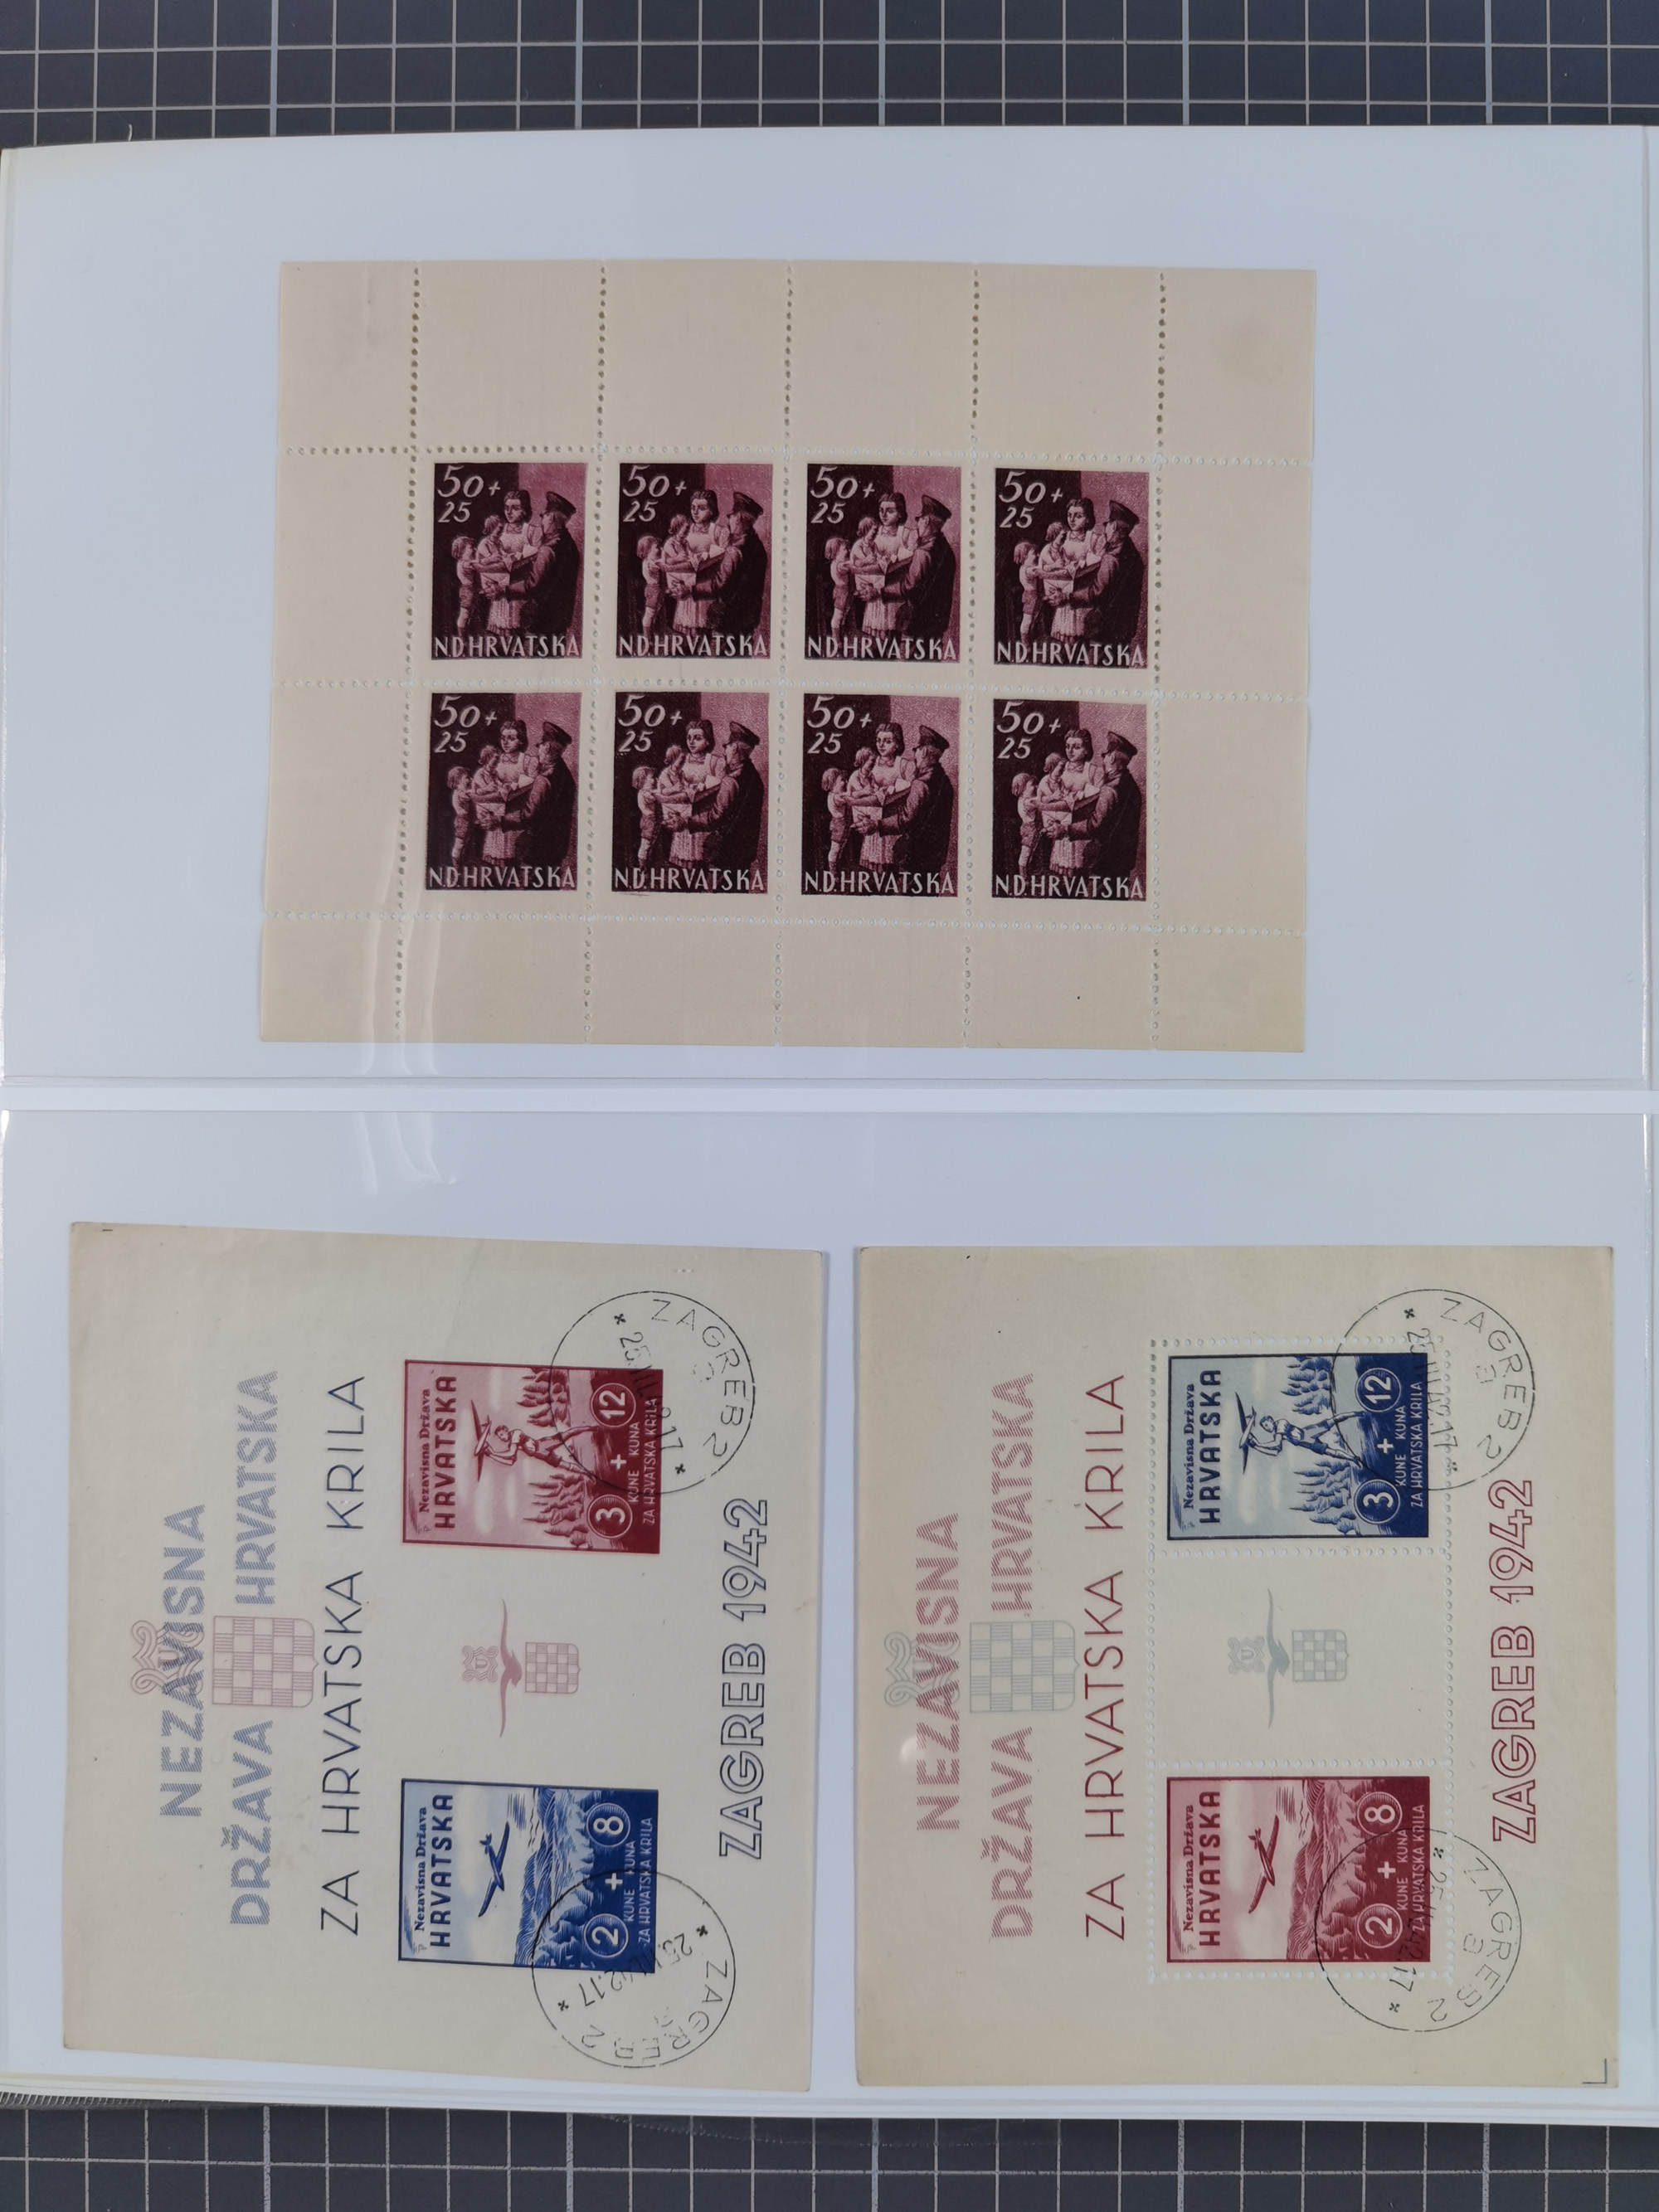 50+ 50+ 50+ 50+
25 25 25 25
N.D.HRVATSKA N.D.HRVATSKA N.D.HRVATSKA N.D.HRVATSKA
50+ 50+ 50+ 50+
25 25 25 25
N.D.HRVATSKA N.D.HRVATSKA N.D.HRVATSKA N.D.HRVATSKA
NEZAVISNA
DRŽAVA HRVATSKA
ZA HRVATSKA KRILA
Nezavisna Država
HRVATSKA
2 + 8
KUNE KUNA
ZA HRVATSKA KRILA
Nezavisna Država
HRVATSKA
3 + 12
KUNE KUNA
ZA HRVATSKA KRILA
U
ZAGREB 1942
* ZAGREB 2 *
* ZAGREB 2 *
NEZAVISNA
DRŽAVA HRVATSKA
ZA HRVATSKA KRILA
Nezavisna Država
HRVATSKA
2 + 8
KUNE KUNA
ZA HRVATSKA KRILA
Nezavisna Država
HRVATSKA
3 + 12
KUNE KUNA
ZA HRVATSKA KRILA
U
ZAGREB 1942
* ZAGREB 2 *
a
* ZAGREB 2 *
a